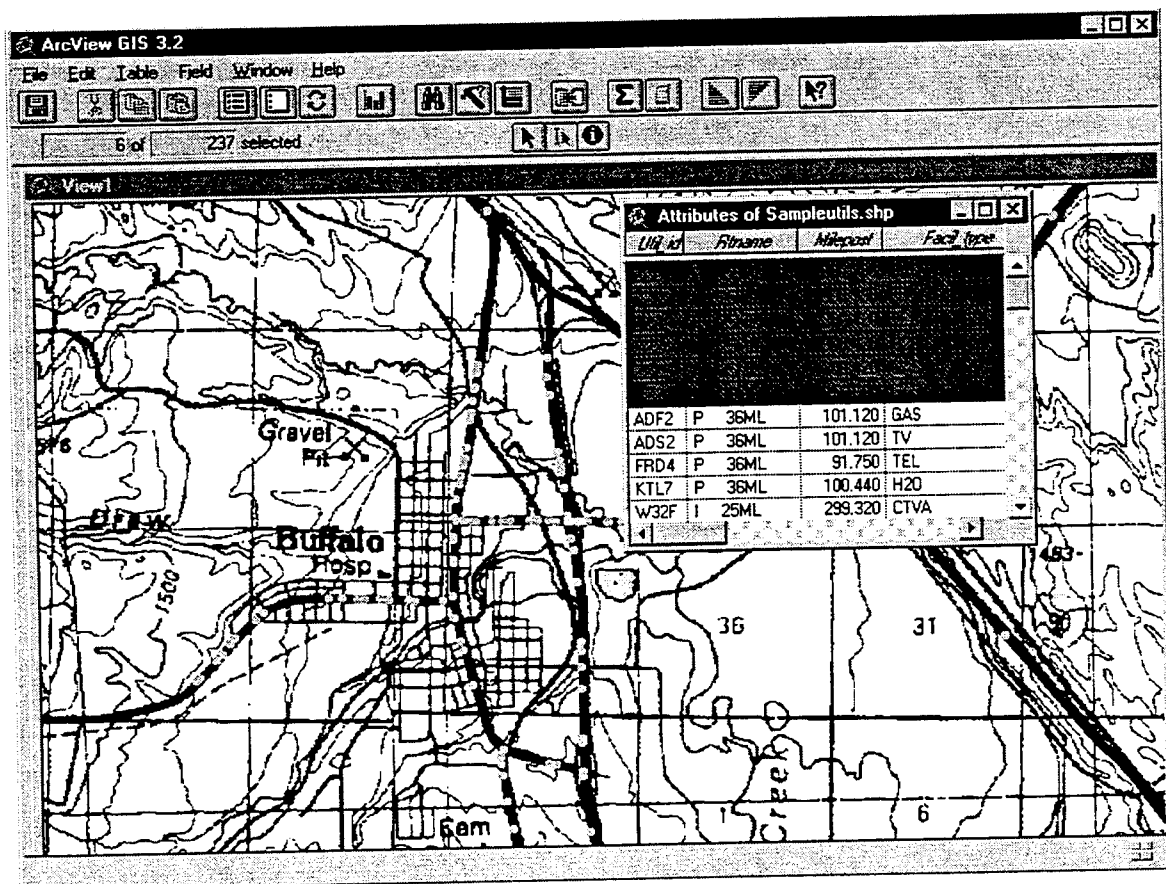 ArcView GIS 3.2
File Edit Table Field Window Help
6 of 237 selected
View1
Attributes of Sampleutils.shp
Util_id Rtname Milepost Facil_type
ADF2 P 36ML 101.120 GAS
ADS2 P 36ML 101.120 TV
FRD4 P 36ML 91.750 TEL
KTL7 P 36ML 100.440 H20
W32F I 25ML 299.320 CTVA
Gravel
Pit
Draw
Buffalo
Hosp
1500
36
31
1
6
Creek